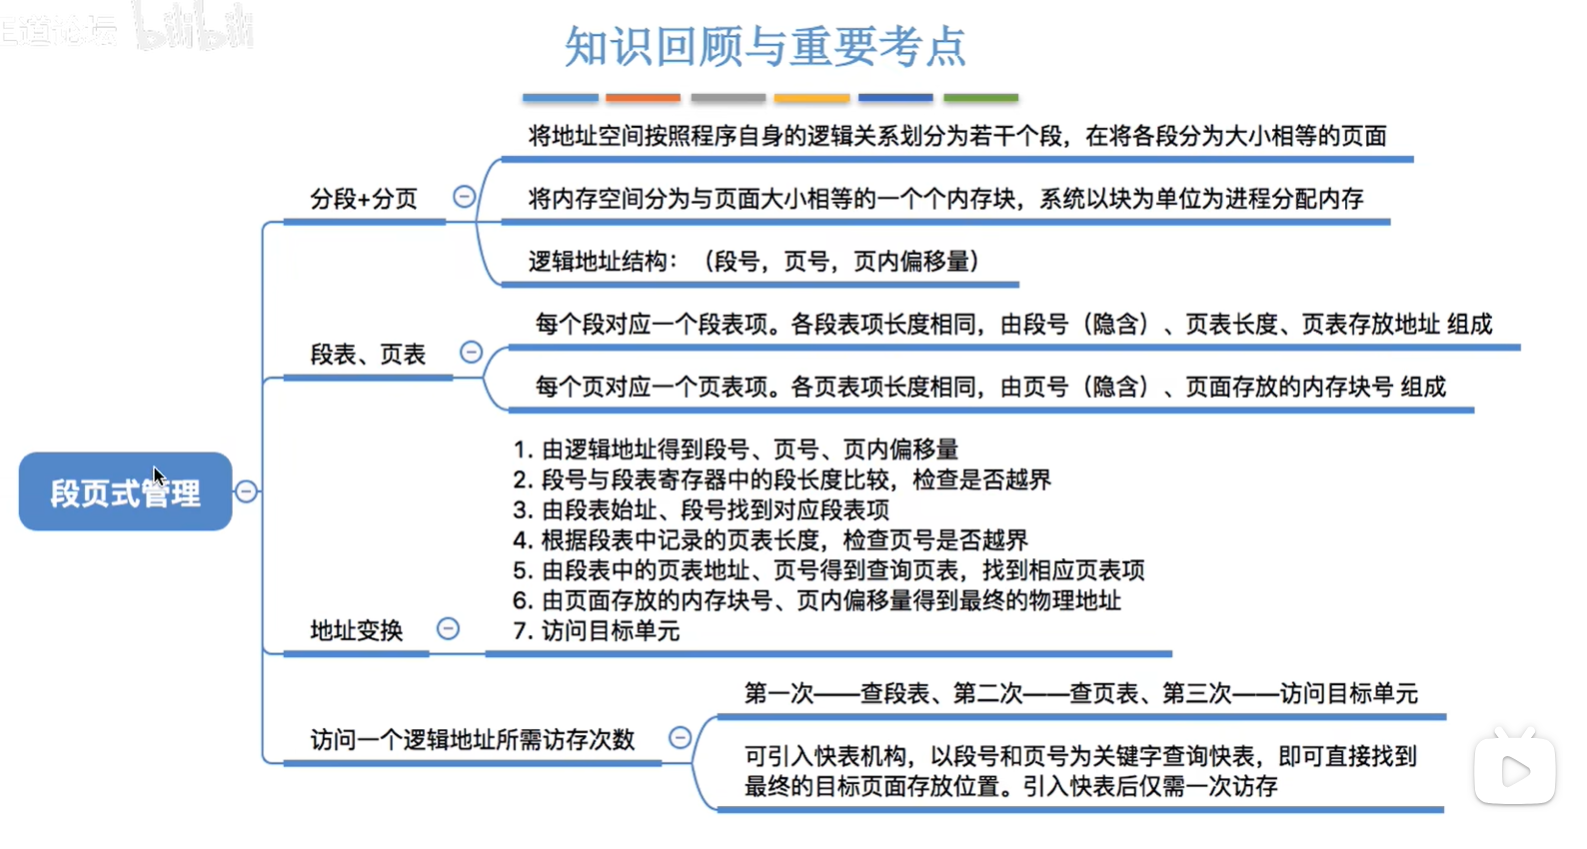 王道论坛 bilibili
知识回顾与重要考点
将地址空间按照程序自身的逻辑关系划分为若干个段，在将各段分为大小相等的页面
分段+分页
将内存空间分为与页面大小相等的一个个内存块，系统以块为单位为进程分配内存
逻辑地址结构：（段号，页号，页内偏移量）
每个段对应一个段表项。各段表项长度相同，由段号（隐含）、页表长度、页表存放地址 组成
段表、页表
每个页对应一个页表项。各页表项长度相同，由页号（隐含）、页面存放的内存块号 组成
段页式管理
1. 由逻辑地址得到段号、页号、页内偏移量
2. 段号与段表寄存器中的段长度比较，检查是否越界
3. 由段表始址、段号找到对应段表项
4. 根据段表中记录的页表长度，检查页号是否越界
5. 由段表中的页表地址、页号得到查询页表，找到相应页表项
6. 由页面存放的内存块号、页内偏移量得到最终的物理地址
7. 访问目标单元
地址变换
第一次——查段表、第二次——查页表、第三次——访问目标单元
访问一个逻辑地址所需访存次数
可引入快表机构，以段号和页号为关键字查询快表，即可直接找到
最终的目标页面存放位置。引入快表后仅需一次访存